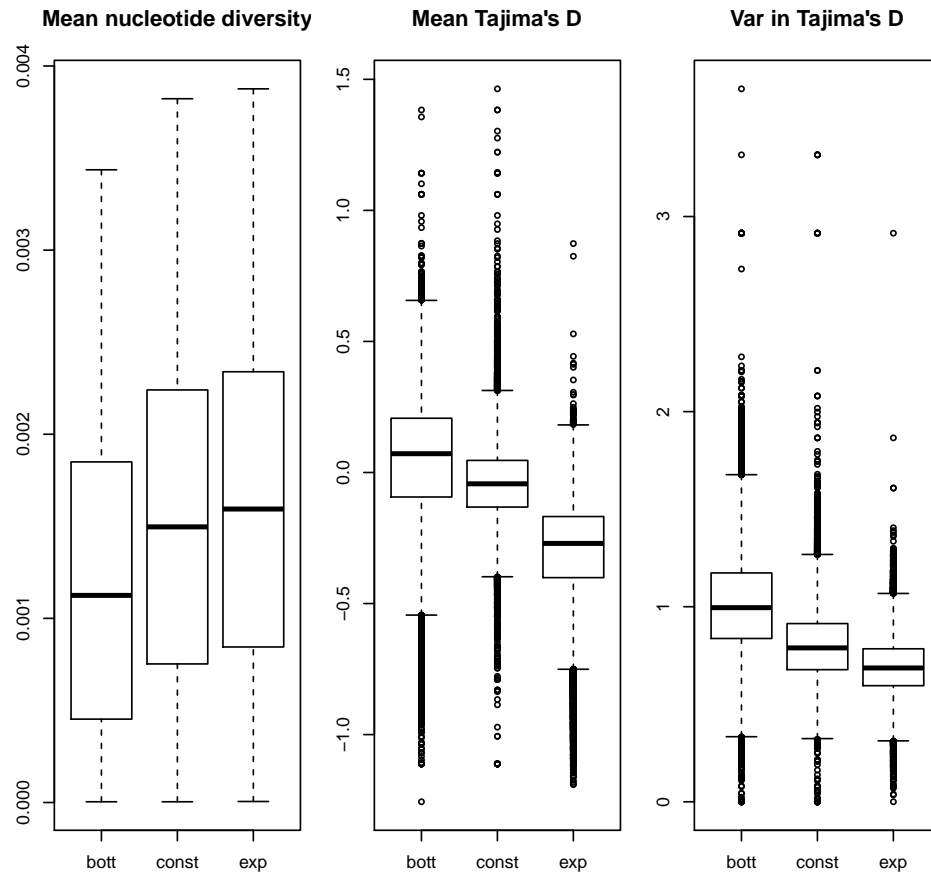 Mean nucleotide diversity
0.004
0.003
0.002
0.001
0.000
bott const exp
Mean Tajima's D
1.5
1.0
0.5
0.0
−0.5
−1.0
bott const exp
Var in Tajima's D
3
2
1
0
bott const exp